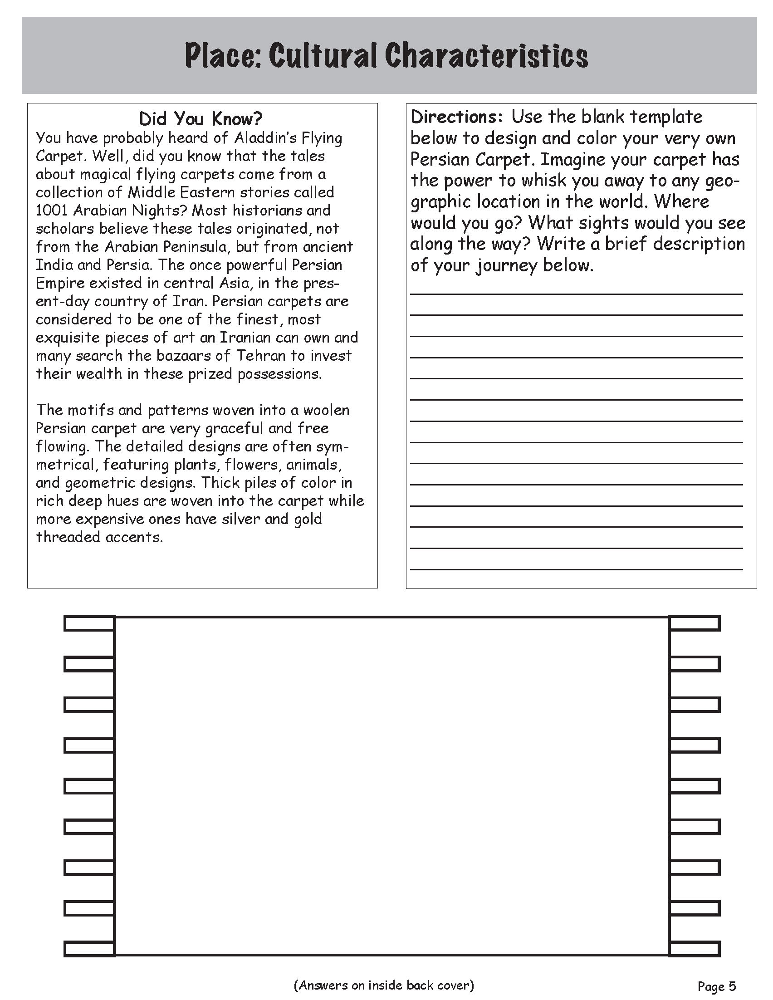 Place: Cultural Characteristics
Did You Know?
You have probably heard of Aladdin's Flying
Carpet. Well, did you know that the tales
about magical flying carpets come from a
collection of Middle Eastern stories called
1001 Arabian Nights? Most historians and
scholars believe these tales originated, not
from the Arabian Peninsula, but from ancient
India and Persia. The once powerful Persian
Empire existed in central Asia, in the pres-
ent-day country of Iran. Persian carpets are
considered to be one of the finest, most
exquisite pieces of art an Iranian can own and
many search the bazaars of Tehran to invest
their wealth in these prized possessions.
The motifs and patterns woven into a woolen
Persian carpet are very graceful and free
flowing. The detailed designs are often sym-
metrical, featuring plants, flowers, animals,
and geometric designs. Thick piles of color in
rich deep hues are woven into the carpet while
more expensive ones have silver and gold
threaded accents.
Directions: Use the blank template
below to design and color your very own
Persian Carpet. Imagine your carpet has
the power to whisk you away to any geo-
graphic location in the world. Where
would you go? What sights would you see
along the way? Write a brief description
of your journey below.
(Answers on inside back cover)
Page 5